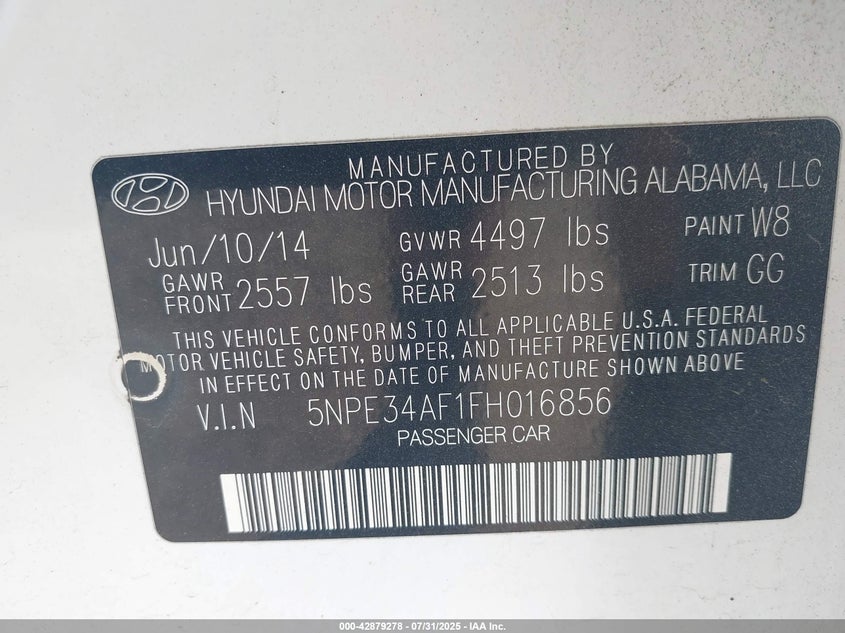 MANUFACTURED BY
HYUNDAI MOTOR MANUFACTURING ALABAMA, LLC
Jun/10/14 GVWR 4497 lbs PAINT W8
GAWR FRONT 2557 lbs GAWR REAR 2513 lbs TRIM GG
THIS VEHICLE CONFORMS TO ALL APPLICABLE U.S.A. FEDERAL
MOTOR VEHICLE SAFETY, BUMPER, AND THEFT PREVENTION STANDARDS
IN EFFECT ON THE DATE OF MANUFACTURE SHOWN ABOVE
V.I.N 5NPE34AF1FH016856
PASSENGER CAR
000-42879278 - 07/31/2025 - IAA Inc.